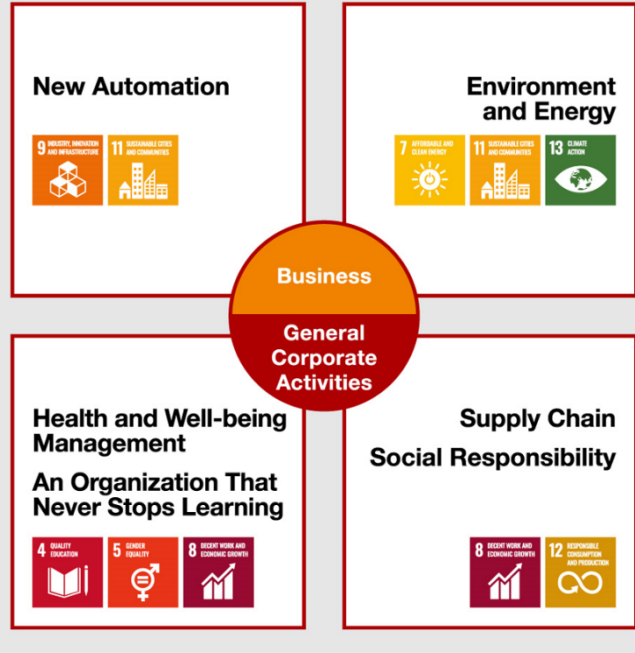 New Automation
9 INDUSTRY, INNOVATION
AND INFRASTRUCTURE
11 SUSTAINABLE CITIES
AND COMMUNITIES
Environment
and Energy
7 AFFORDABLE AND
CLEAN ENERGY
11 SUSTAINABLE CITIES
AND COMMUNITIES
13 CLIMATE
ACTION
Business
General
Corporate
Activities
Health and Well-being
Management
An Organization That
Never Stops Learning
4 QUALITY
EDUCATION
5 GENDER
EQUALITY
8 DECENT WORK AND
ECONOMIC GROWTH
Supply Chain
Social Responsibility
8 DECENT WORK AND
ECONOMIC GROWTH
12 RESPONSIBLE
CONSUMPTION
AND PRODUCTION